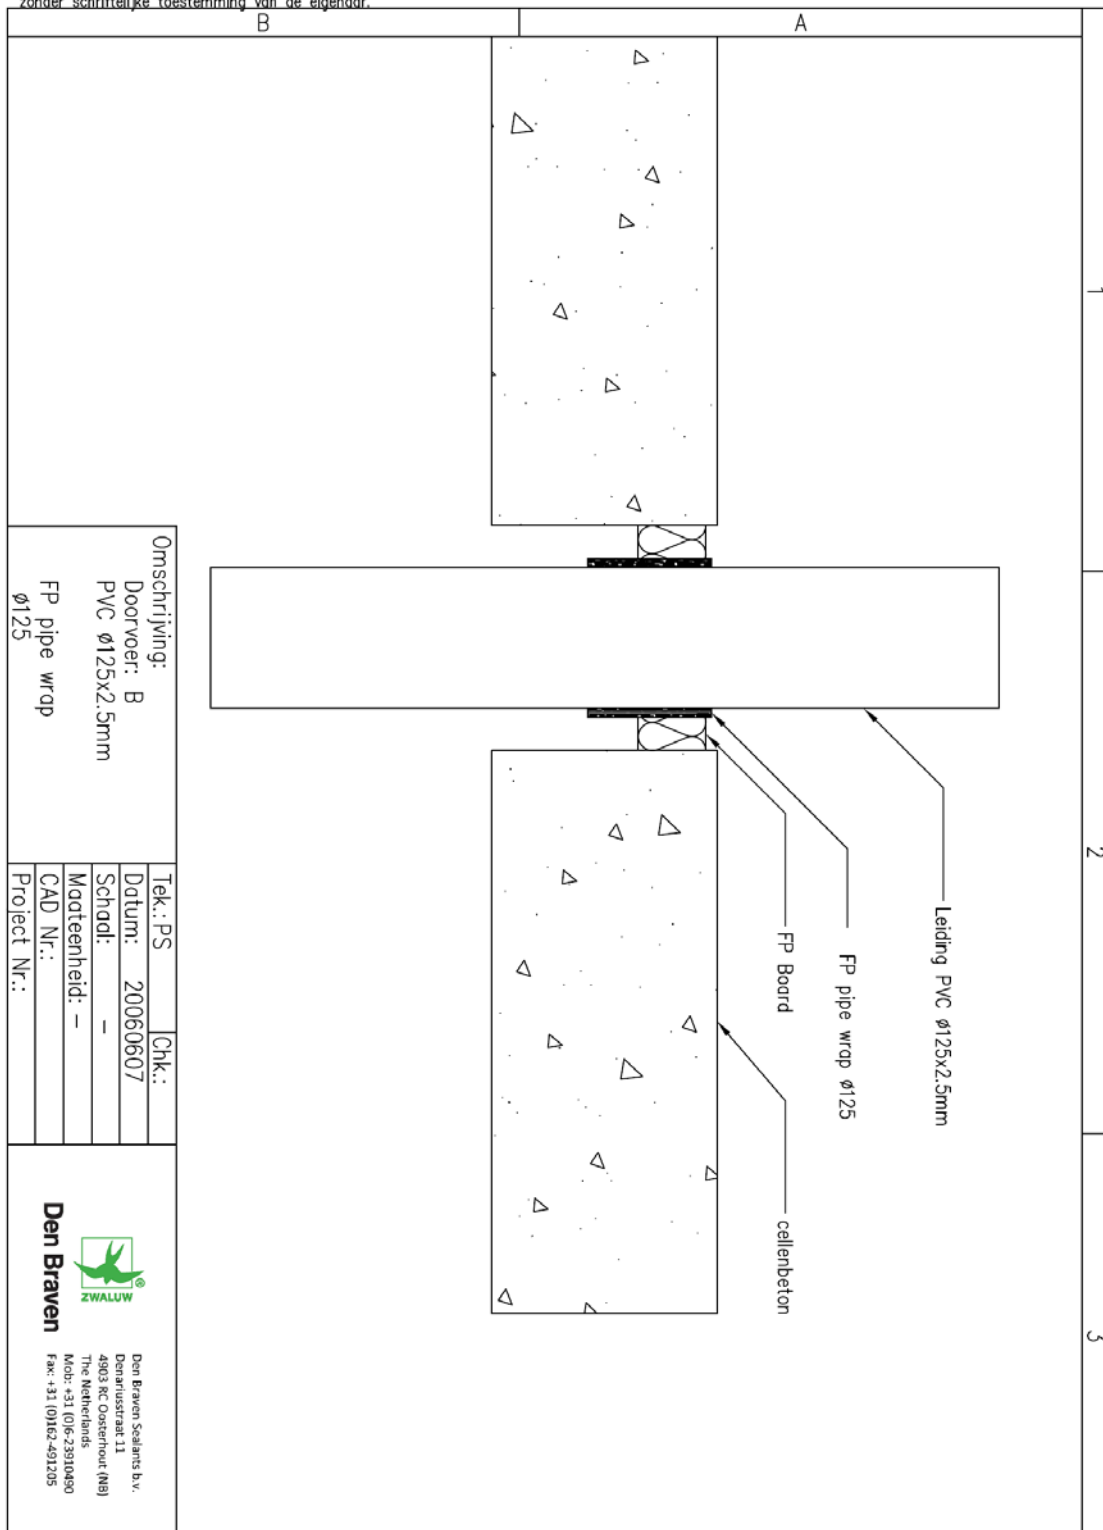 zonder schriftelijke toestemming van de eigenaar.
B
A
1
2
3
Leiding PVC ø125x2.5mm
FP pipe wrap ø125
FP Board
cellenbeton
Omschrijving:
Doorvoer: B
PVC ø125x2.5mm
FP pipe wrap
ø125
Tek.: PS
Chk.:
Datum: 20060607
Schaal: –
Maateenheid: –
CAD Nr.:
Project Nr.:
®
ZWALUW
Den Braven
Den Braven Sealants b.v.
Denariusstraat 11
4903 RC Oosterhout (NB)
The Netherlands
Mob: +31 (0)6-23910490
Fax: +31 (0)162-491205